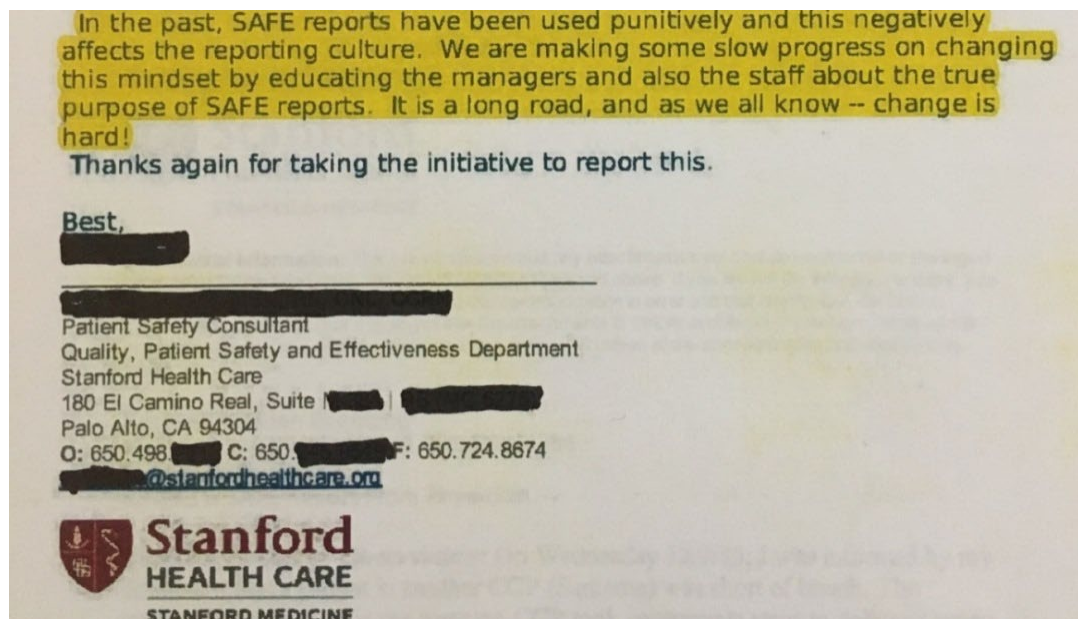 In the past, SAFE reports have been used punitively and this negatively
affects the reporting culture.  We are making some slow progress on changing
this mindset by educating the managers and also the staff about the true
purpose of SAFE reports.  It is a long road, and as we all know -- change is
hard!
Thanks again for taking the initiative to report this.
Best,
Patient Safety Consultant
Quality, Patient Safety and Effectiveness Department
Stanford Health Care
180 El Camino Real, Suite | 
Palo Alto, CA 94304
O: 650.498. C: 650. F: 650.724.8674
@stanfordhealthcare.org
Stanford
HEALTH CARE
STANFORD MEDICINE